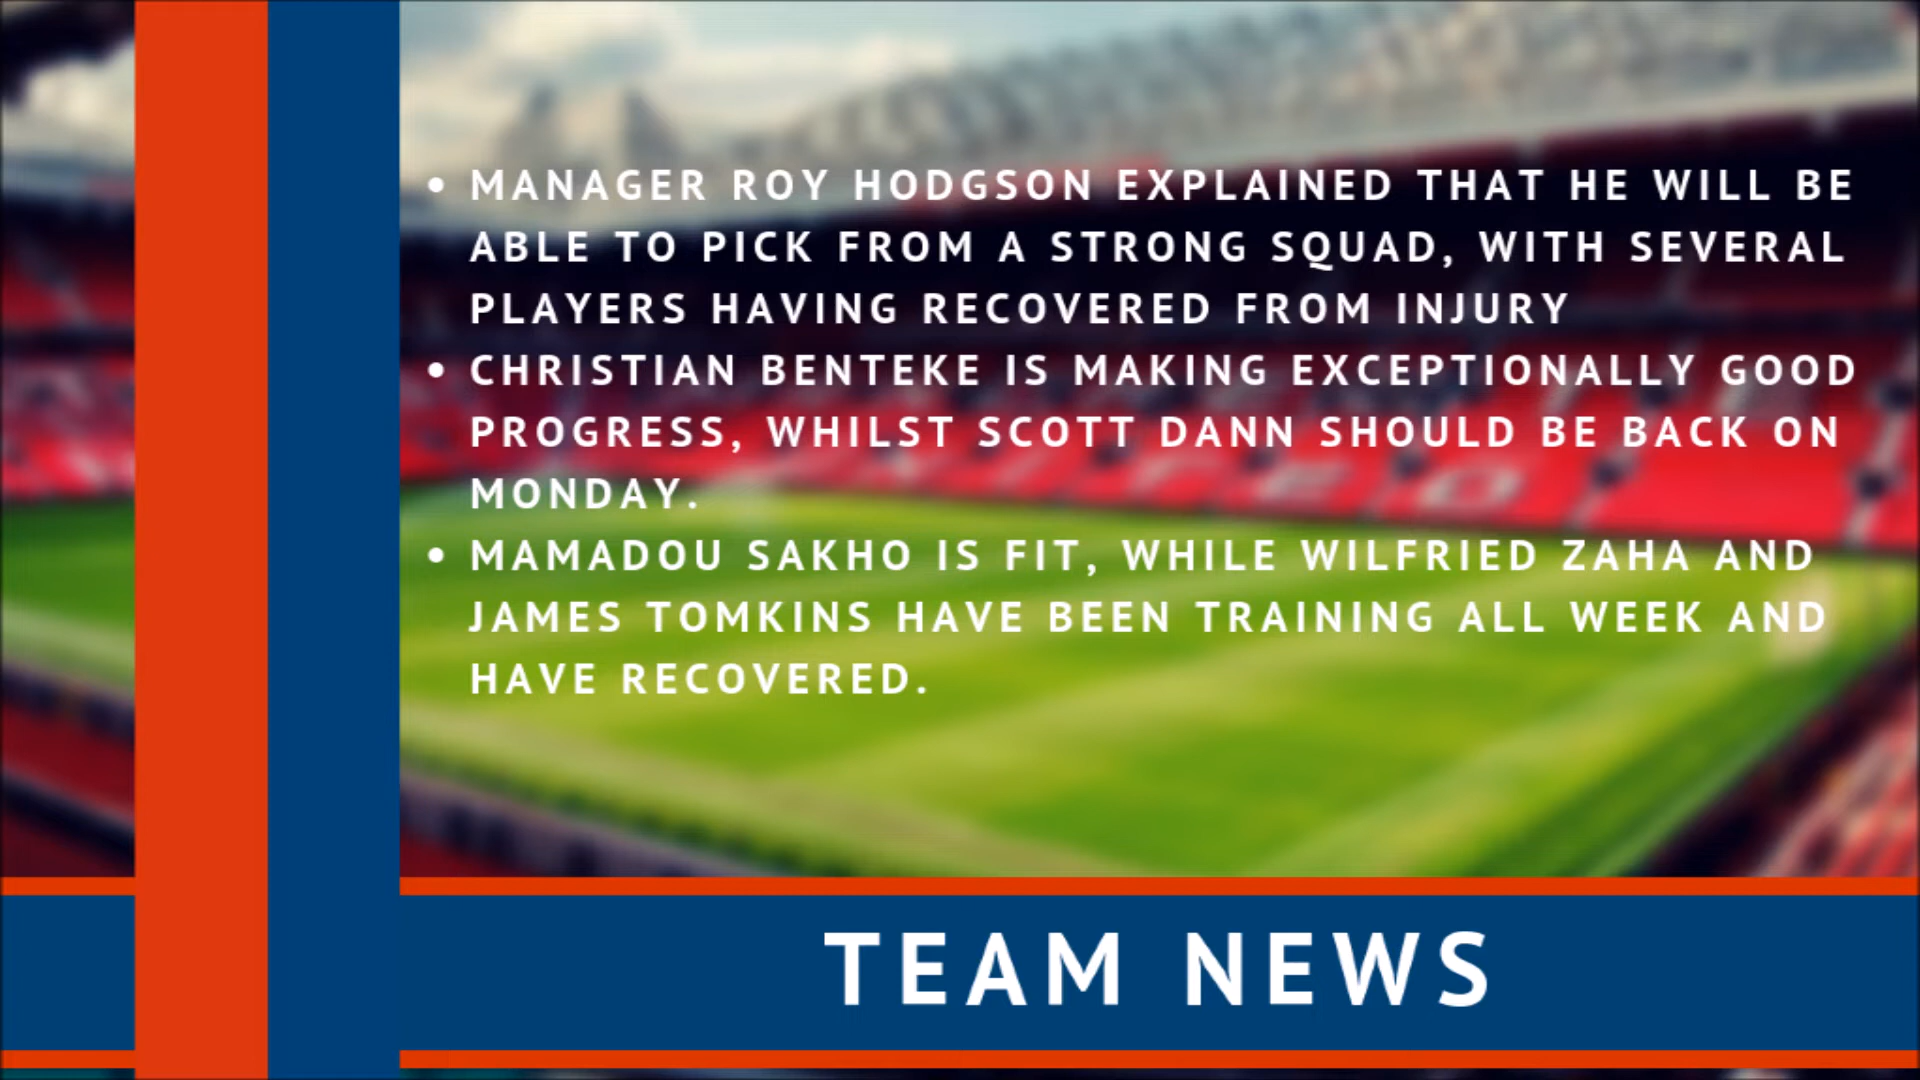 • MANAGER ROY HODGSON EXPLAINED THAT HE WILL BE
ABLE TO PICK FROM A STRONG SQUAD, WITH SEVERAL
PLAYERS HAVING RECOVERED FROM INJURY
• CHRISTIAN BENTEKE IS MAKING EXCEPTIONALLY GOOD
PROGRESS, WHILST SCOTT DANN SHOULD BE BACK ON
MONDAY.
• MAMADOU SAKHO IS FIT, WHILE WILFRIED ZAHA AND
JAMES TOMKINS HAVE BEEN TRAINING ALL WEEK AND
HAVE RECOVERED.
TEAM NEWS